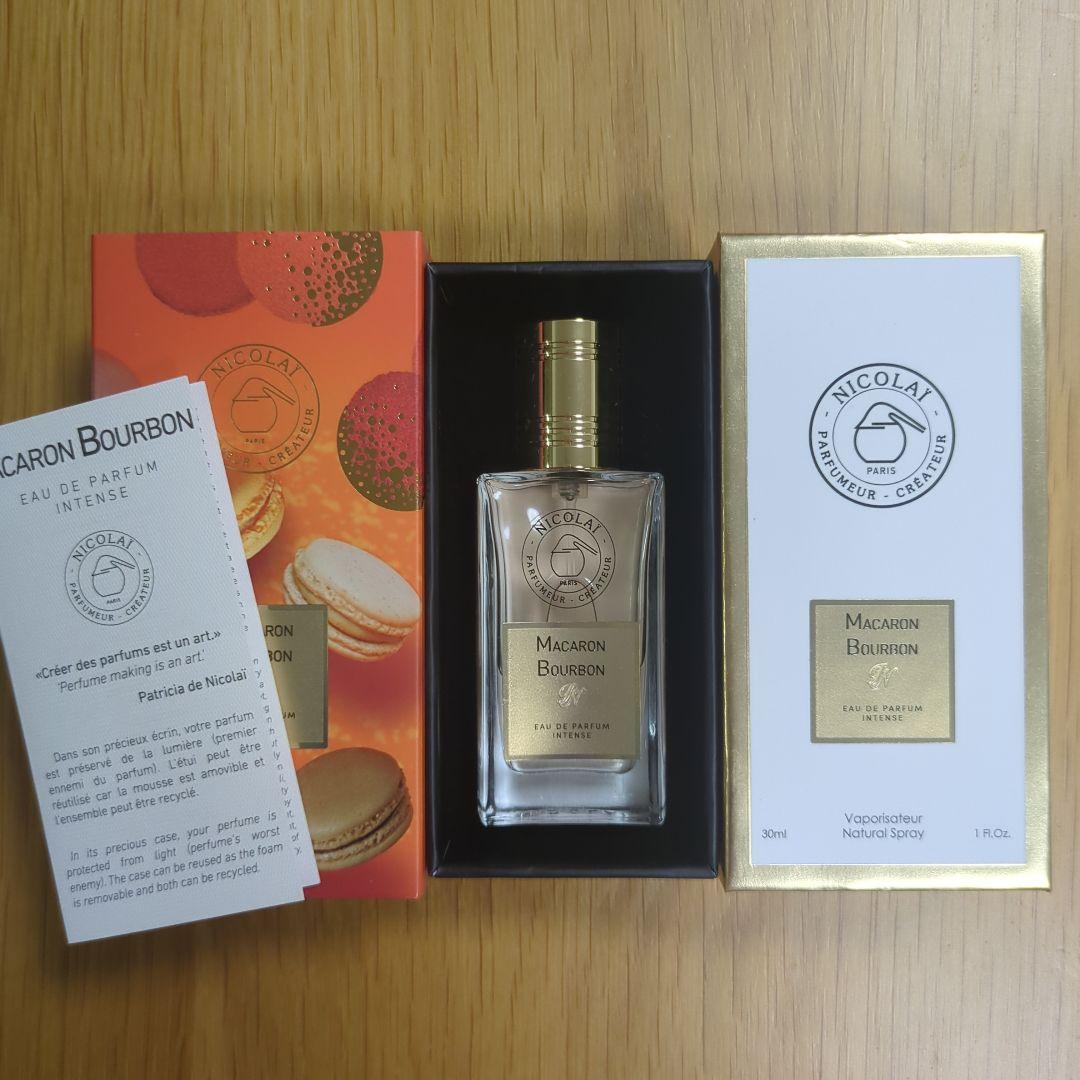 MACARON BOURBON
EAU DE PARFUM
INTENSE
NICOLAÏ
PARIS
PARFUMEUR - CRÉATEUR
«Créer des parfums est un art.»
'Perfume making is an art.'
Patricia de Nicolaï
Dans son précieux écrin, votre parfum
est préservé de la lumière (premier
ennemi du parfum). L'étui peut être
réutilisé car la mousse est amovible et
l'ensemble peut être recyclé.
In its precious case, your perfume is
protected from light (perfume's worst
enemy). The case can be reused as the foam
is removable and both can be recycled.
NICOLAÏ
PARIS
- CRÉATEUR
NICOLAÏ
PARIS
PARFUMEUR - CRÉATEUR
MACARON
BOURBON
N
EAU DE PARFUM
INTENSE
NICOLAÏ
PARIS
PARFUMEUR - CRÉATEUR
MACARON
BOURBON
N
EAU DE PARFUM
INTENSE
Vaporisateur
30ml Natural Spray 1 Fl.Oz.